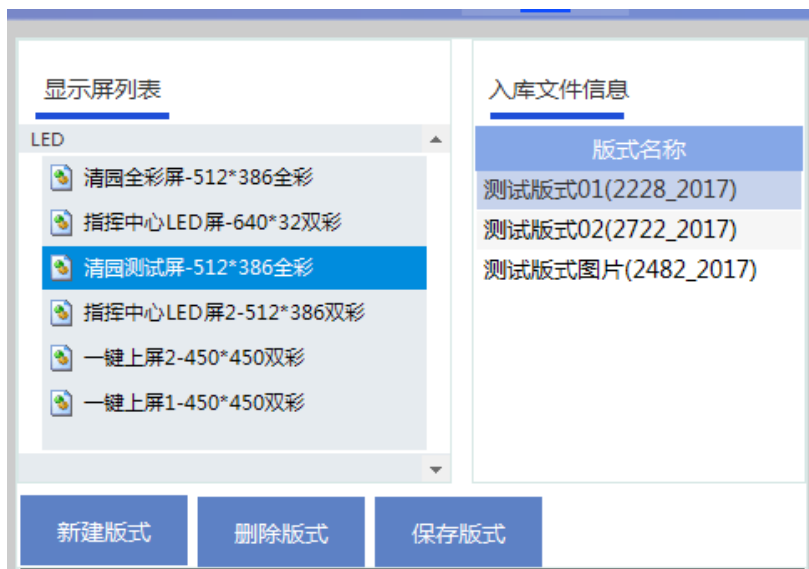 显示屏列表
LED
清园全彩屏-512*386全彩
指挥中心LED屏-640*32双彩
清园测试屏-512*386全彩
指挥中心LED屏2-512*386双彩
一键上屏2-450*450双彩
一键上屏1-450*450双彩
入库文件信息
版式名称
测试版式01(2228_2017)
测试版式02(2722_2017)
测试版式图片(2482_2017)
新建版式
删除版式
保存版式